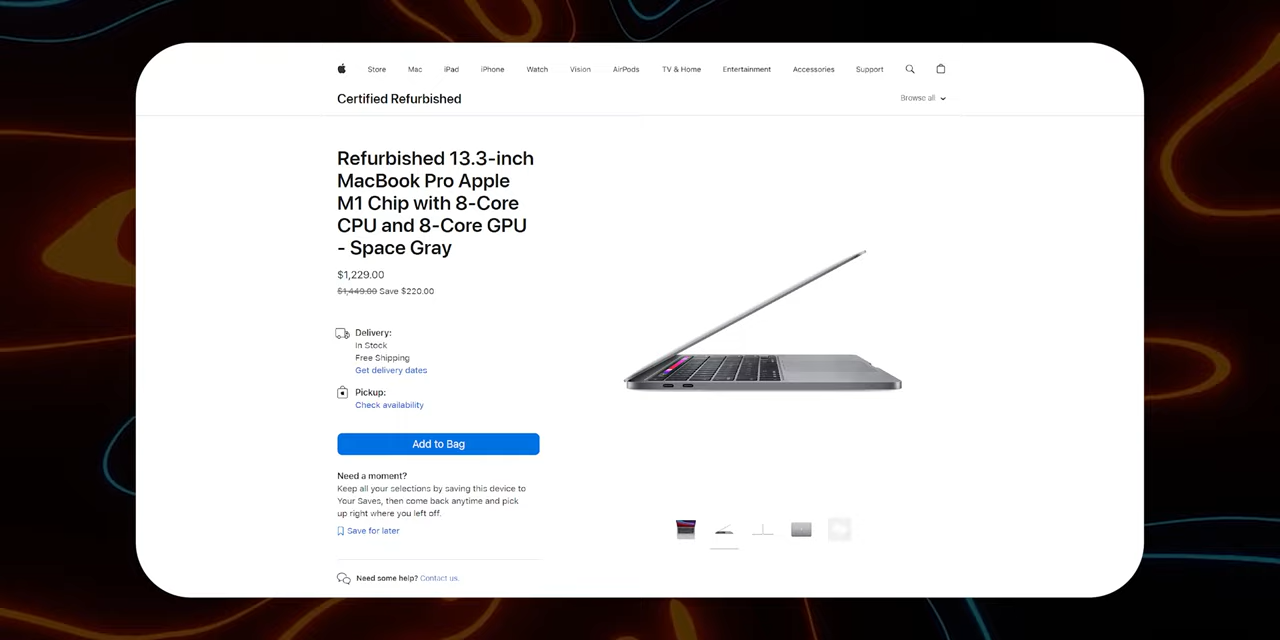 Store Mac iPad iPhone Watch Vision AirPods TV & Home Entertainment Accessories Support
Certified Refurbished
Browse all
Refurbished 13.3-inch
MacBook Pro Apple
M1 Chip with 8-Core
CPU and 8-Core GPU
- Space Gray
$1,229.00
$1,449.00 Save $220.00
Delivery:
In Stock
Free Shipping
Get delivery dates
Pickup:
Check availability
Add to Bag
Need a moment?
Keep all your selections by saving this device to
Your Saves, then come back anytime and pick
up right where you left off.
Save for later
Need some help? Contact us.